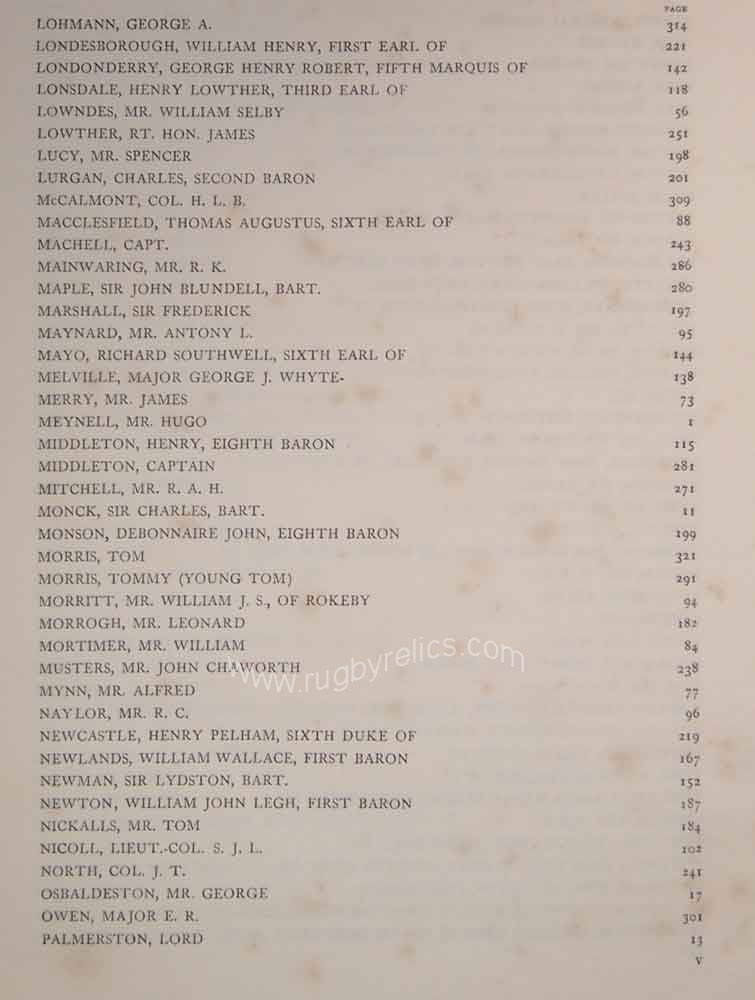 PAGE
LOHMANN, GEORGE A. 314
LONDESBOROUGH, WILLIAM HENRY, FIRST EARL OF 221
LONDONDERRY, GEORGE HENRY ROBERT, FIFTH MARQUIS OF 142
LONSDALE, HENRY LOWTHER, THIRD EARL OF 118
LOWNDES, MR. WILLIAM SELBY 56
LOWTHER, RT. HON. JAMES 251
LUCY, MR. SPENCER 198
LURGAN, CHARLES, SECOND BARON 201
McCALMONT, COL. H. L. B. 309
MACCLESFIELD, THOMAS AUGUSTUS, SIXTH EARL OF 88
MACHELL, CAPT. 243
MAINWARING, MR. R. K. 286
MAPLE, SIR JOHN BLUNDELL, BART. 280
MARSHALL, SIR FREDERICK 197
MAYNARD, MR. ANTONY L. 95
MAYO, RICHARD SOUTHWELL, SIXTH EARL OF 144
MELVILLE, MAJOR GEORGE J. WHYTE- 138
MERRY, MR. JAMES 73
MEYNELL, MR. HUGO 1
MIDDLETON, HENRY, EIGHTH BARON 115
MIDDLETON, CAPTAIN 281
MITCHELL, MR. R. A. H. 271
MONCK, SIR CHARLES, BART. 11
MONSON, DEBONNAIRE JOHN, EIGHTH BARON 199
MORRIS, TOM 321
MORRIS, TOMMY (YOUNG TOM) 291
MORRITT, MR. WILLIAM J. S., OF ROKEBY 94
MORROGH, MR. LEONARD 182
MORTIMER, MR. WILLIAM 84
MUSTERS, MR. JOHN CHAWORTH 238
www.rugbyrelics.com
MYNN, MR. ALFRED 77
NAYLOR, MR. R. C. 96
NEWCASTLE, HENRY PELHAM, SIXTH DUKE OF 219
NEWLANDS, WILLIAM WALLACE, FIRST BARON 167
NEWMAN, SIR LYDSTON, BART. 152
NEWTON, WILLIAM JOHN LEGH, FIRST BARON 187
NICKALLS, MR. TOM 184
NICOLL, LIEUT.-COL. S. J. L. 102
NORTH, COL. J. T. 241
OSBALDESTON, MR. GEORGE 17
OWEN, MAJOR E. R. 301
PALMERSTON, LORD 13
v